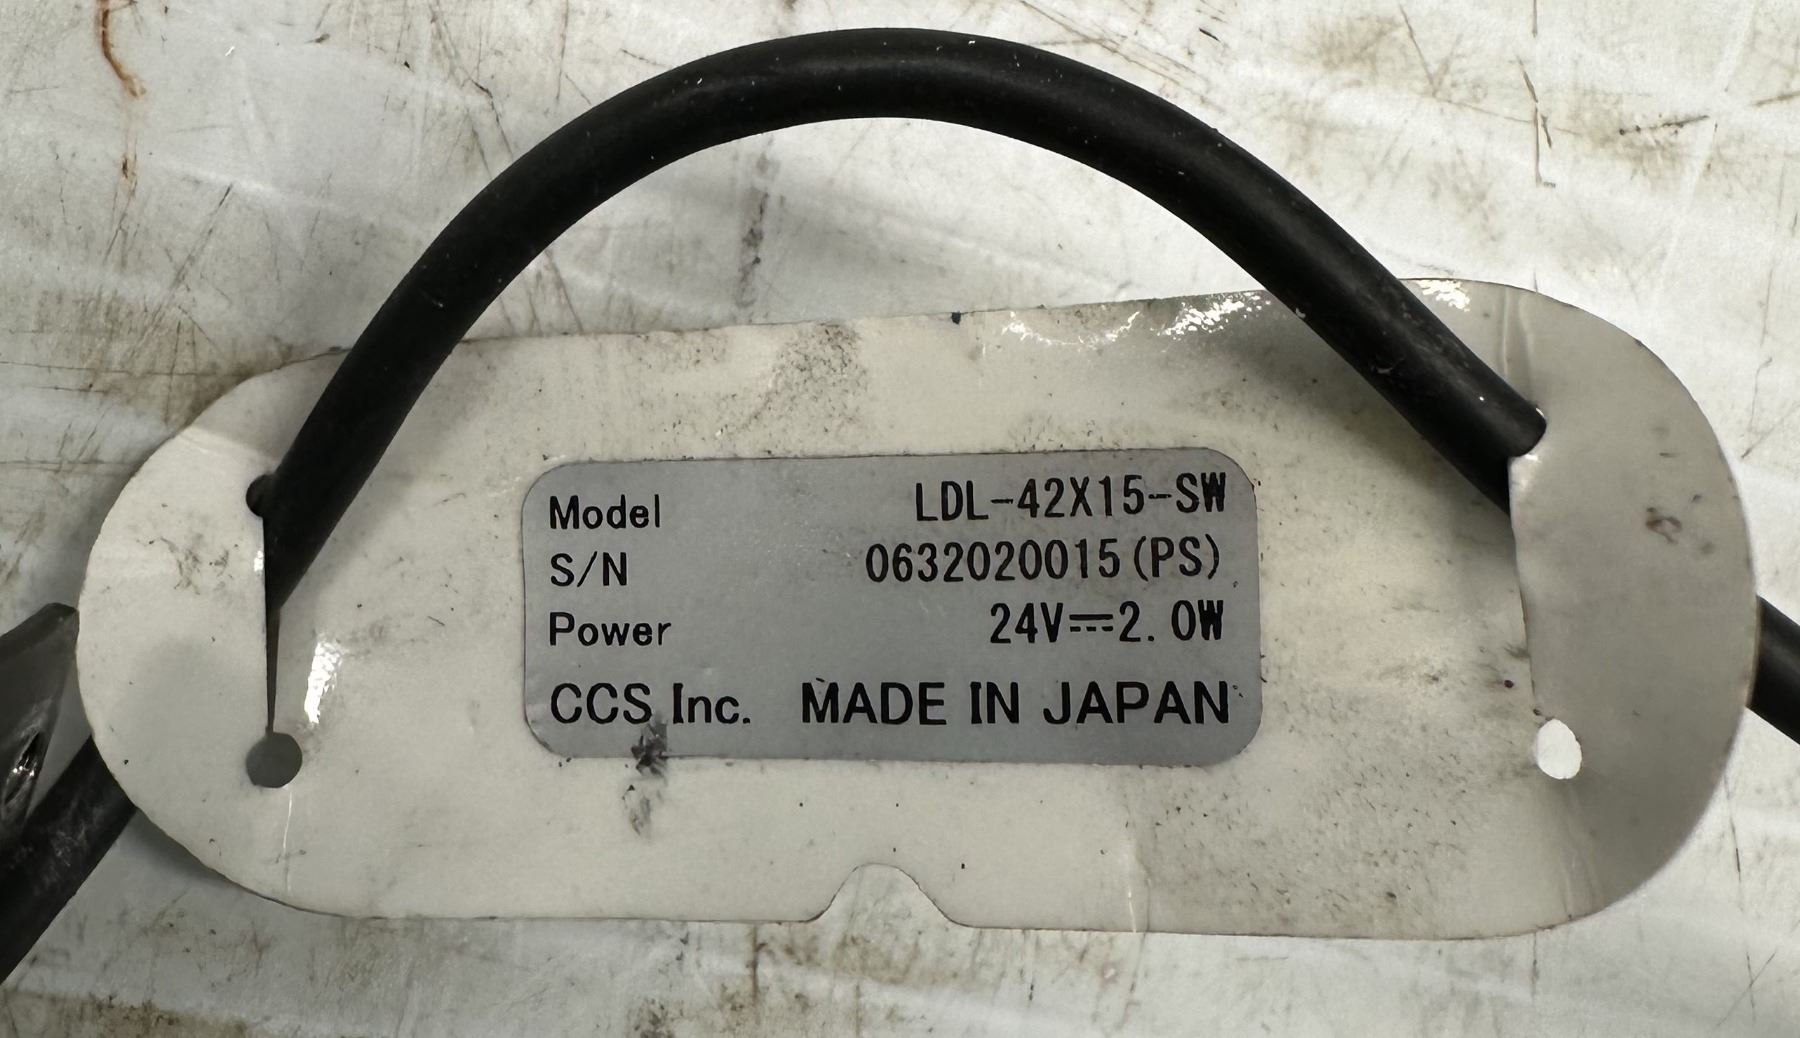 Model LDL-42X15-SW
S/N 0632020015(PS)
Power 24V⎓2.0W
CCS Inc. MADE IN JAPAN